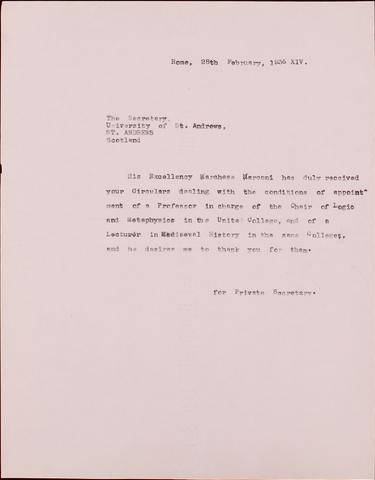 Rome, 28th February, 1936 XIV.
The Secretary,
University of St. Andrews,
ST. ANDREWS
Scotland
His Excellency Marchese Marconi has duly received
your Circulars dealing with the conditions of appoint-
ment of a Professor in charge of the Chair of Logic
and Metaphysics in the United College, and of a
Lecturer in Mediaeval History in the same College,
and he desires me to thank you for them.
for Private Secretary.